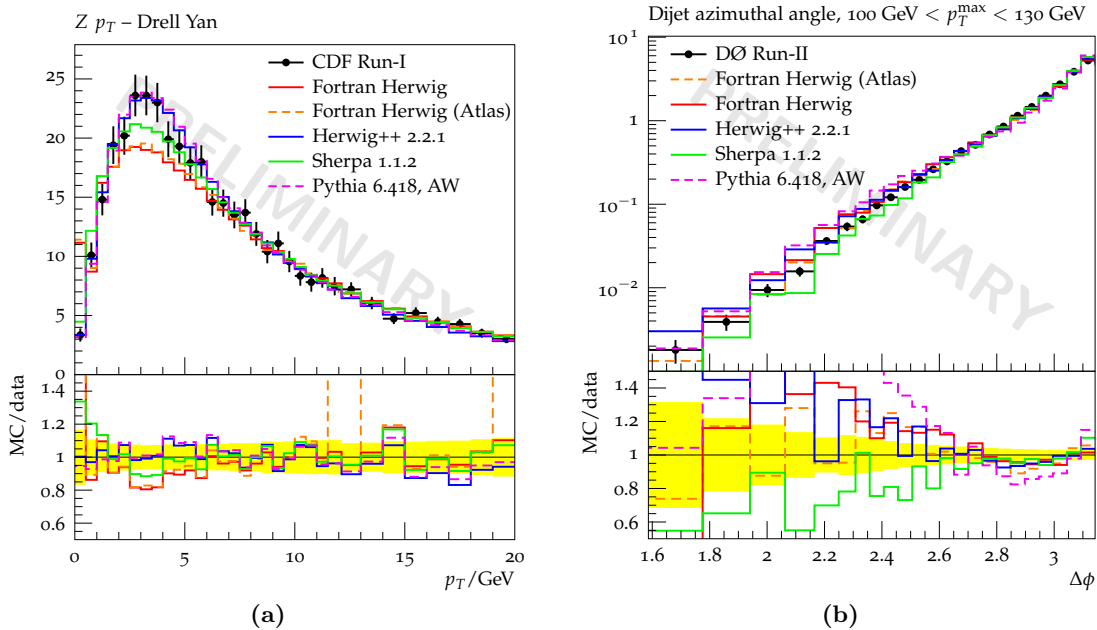 Z pT – Drell Yan
CDF Run-I
Fortran Herwig
Fortran Herwig (Atlas)
Herwig++ 2.2.1
Sherpa 1.1.2
Pythia 6.418, AW
PRELIMINARY
25
20
15
10
5
0
MC/data
1.4
1.2
1
0.8
0.6
0 5 10 15 20
pT/GeV
(a)
Dijet azimuthal angle, 100 GeV < pT^max < 130 GeV
DØ Run-II
Fortran Herwig (Atlas)
Fortran Herwig
Herwig++ 2.2.1
Sherpa 1.1.2
Pythia 6.418, AW
PRELIMINARY
10^1
1
10^−1
10^−2
MC/data
1.4
1.2
1
0.8
0.6
1.6 1.8 2 2.2 2.4 2.6 2.8 3
Δϕ
(b)